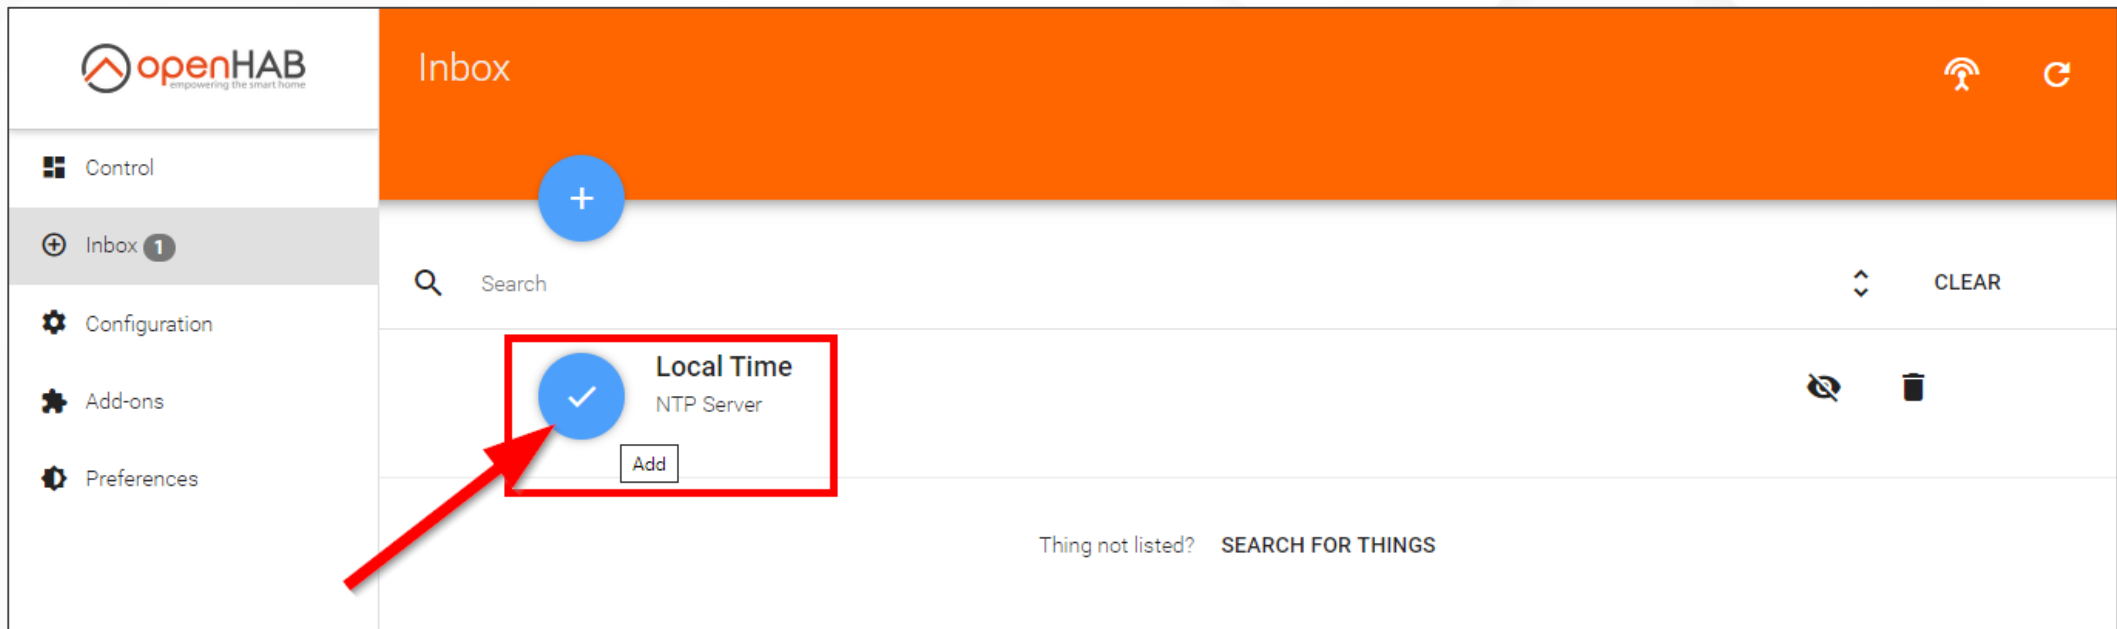 openHAB
empowering the smart home
Inbox
Control
Inbox 1
Configuration
Add-ons
Preferences
Search
CLEAR
Local Time
NTP Server
Add
Thing not listed? SEARCH FOR THINGS